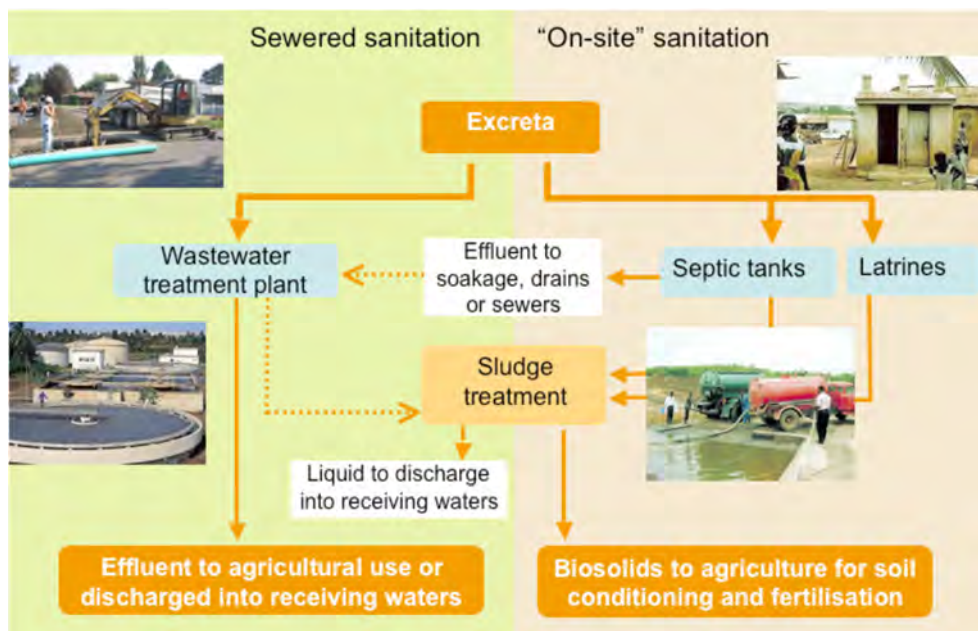 Sewered sanitation
“On-site” sanitation
Excreta
Wastewater
treatment plant
Effluent to
soakage, drains
or sewers
Septic tanks
Latrines
Sludge
treatment
Liquid to discharge
into receiving waters
Effluent to agricultural use or
discharged into receiving waters
Biosolids to agriculture for soil
conditioning and fertilisation